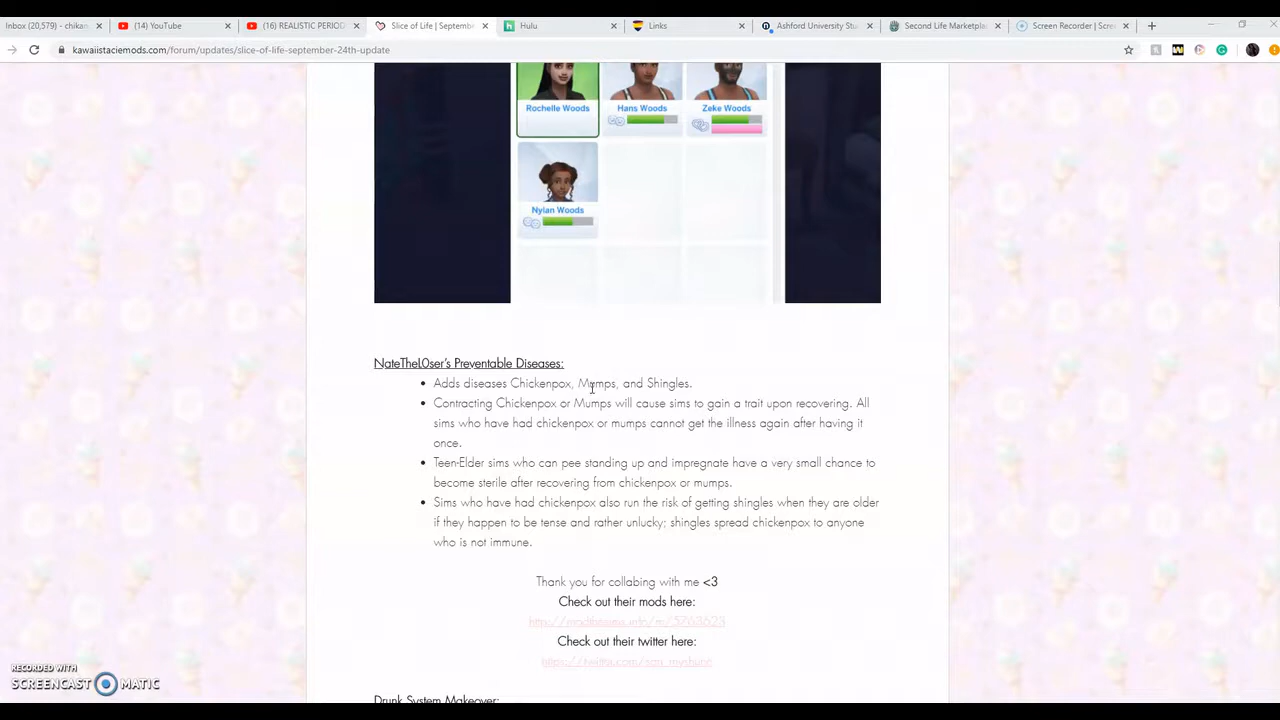 Inbox (20,579) - chikan
(14) YouTube
(16) REALISTIC PERIOD
Slice of Life | Septemb
Hulu
Links
Ashford University Stu
Second Life Marketpla
Screen Recorder | Scre
kawaiistaciemods.com/forum/updates/slice-of-life-september-24th-update
Rochelle Woods
Hans Woods
Zeke Woods
Nyian Woods
NateTheL0ser's Preventable Diseases:
• Adds diseases Chickenpox, Mumps, and Shingles.
• Contracting Chickenpox or Mumps will cause sims to gain a trait upon recovering. All
sims who have had chickenpox or mumps cannot get the illness again after having it
once.
• Teen-Elder sims who can pee standing up and impregnate have a very small chance to
become sterile after recovering from chickenpox or mumps.
• Sims who have had chickenpox also run the risk of getting shingles when they are older
if they happen to be tense and rather unlucky; shingles spread chickenpox to anyone
who is not immune.
Thank you for collabing with me <3
Check out their mods here:
Check out their twitter here:
Drunk System Makeover:
RECORDED WITH
SCREENCAST MATIC